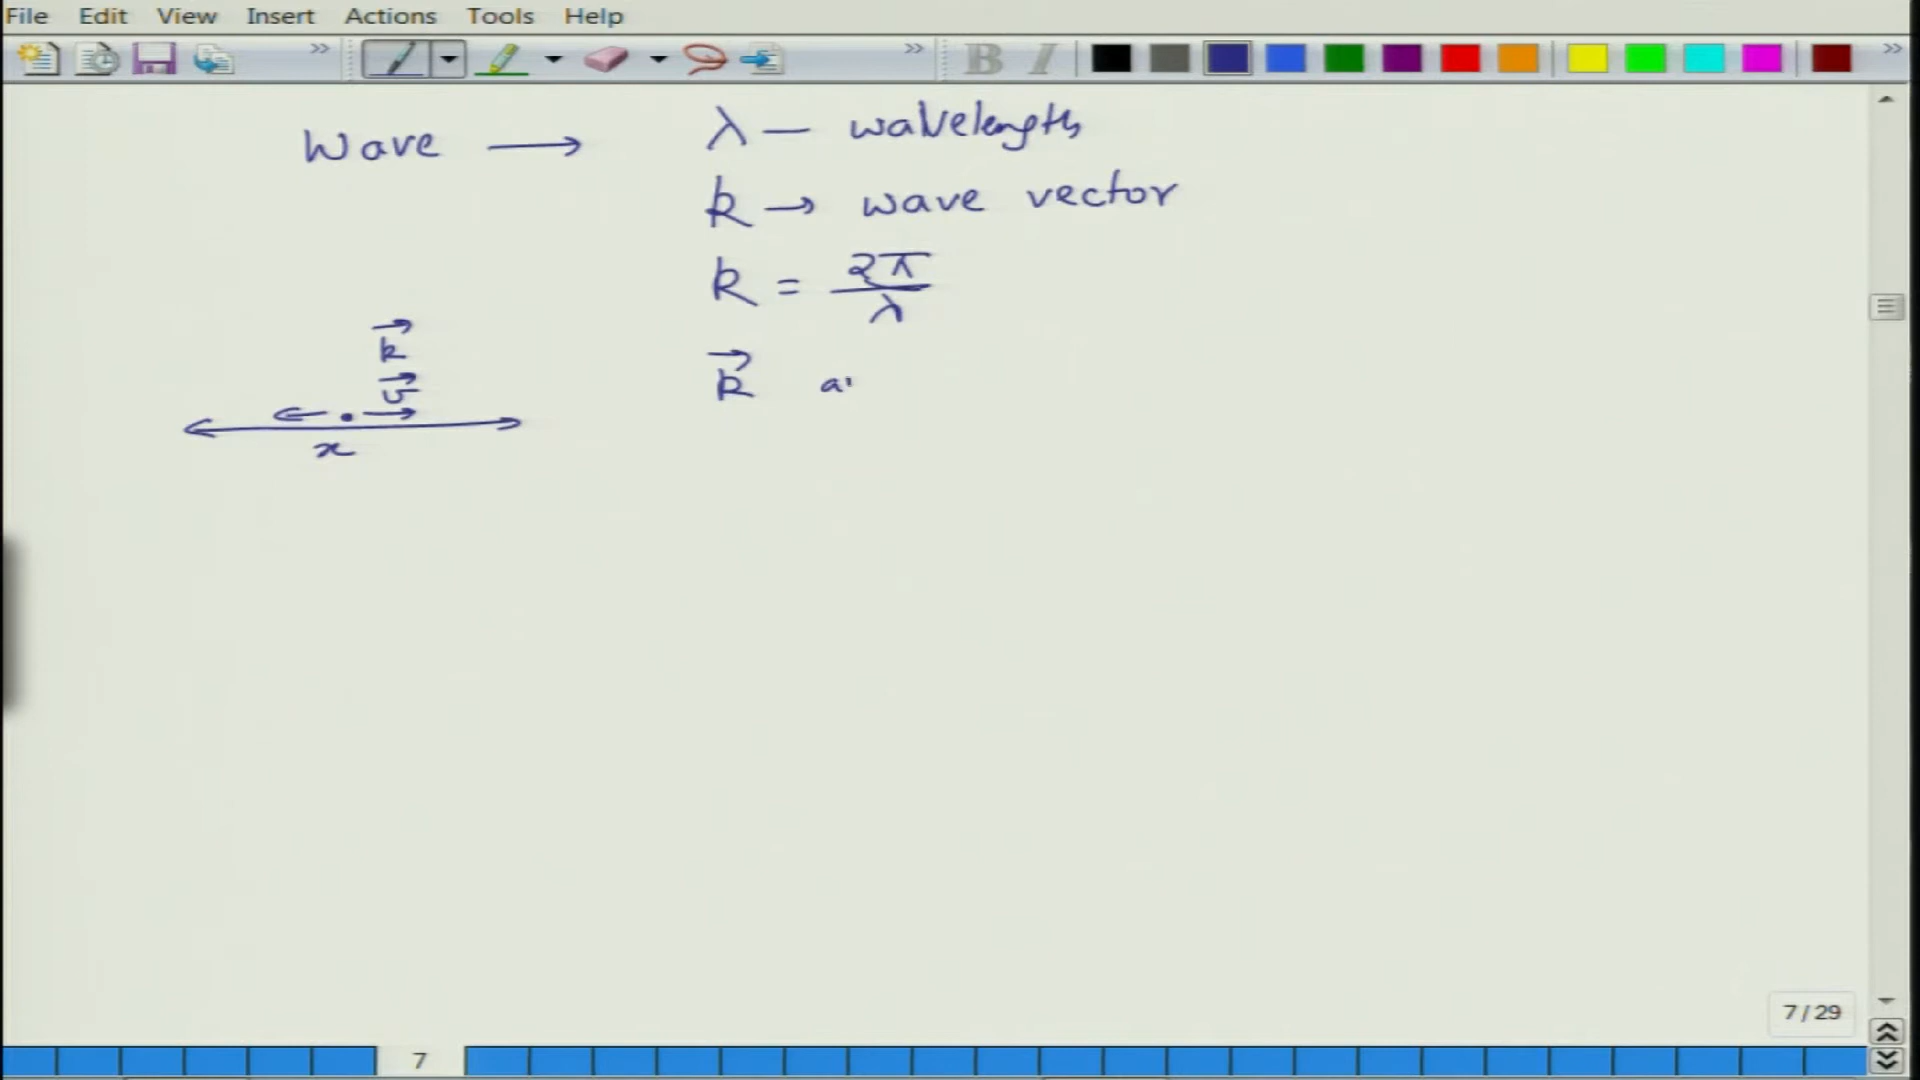 File Edit View Insert Actions Tools Help
B I
Wave → λ — wavelength
k → wave vector
k = 2π/λ
k⃗ a
k⃗
v⃗
x
7/29
7